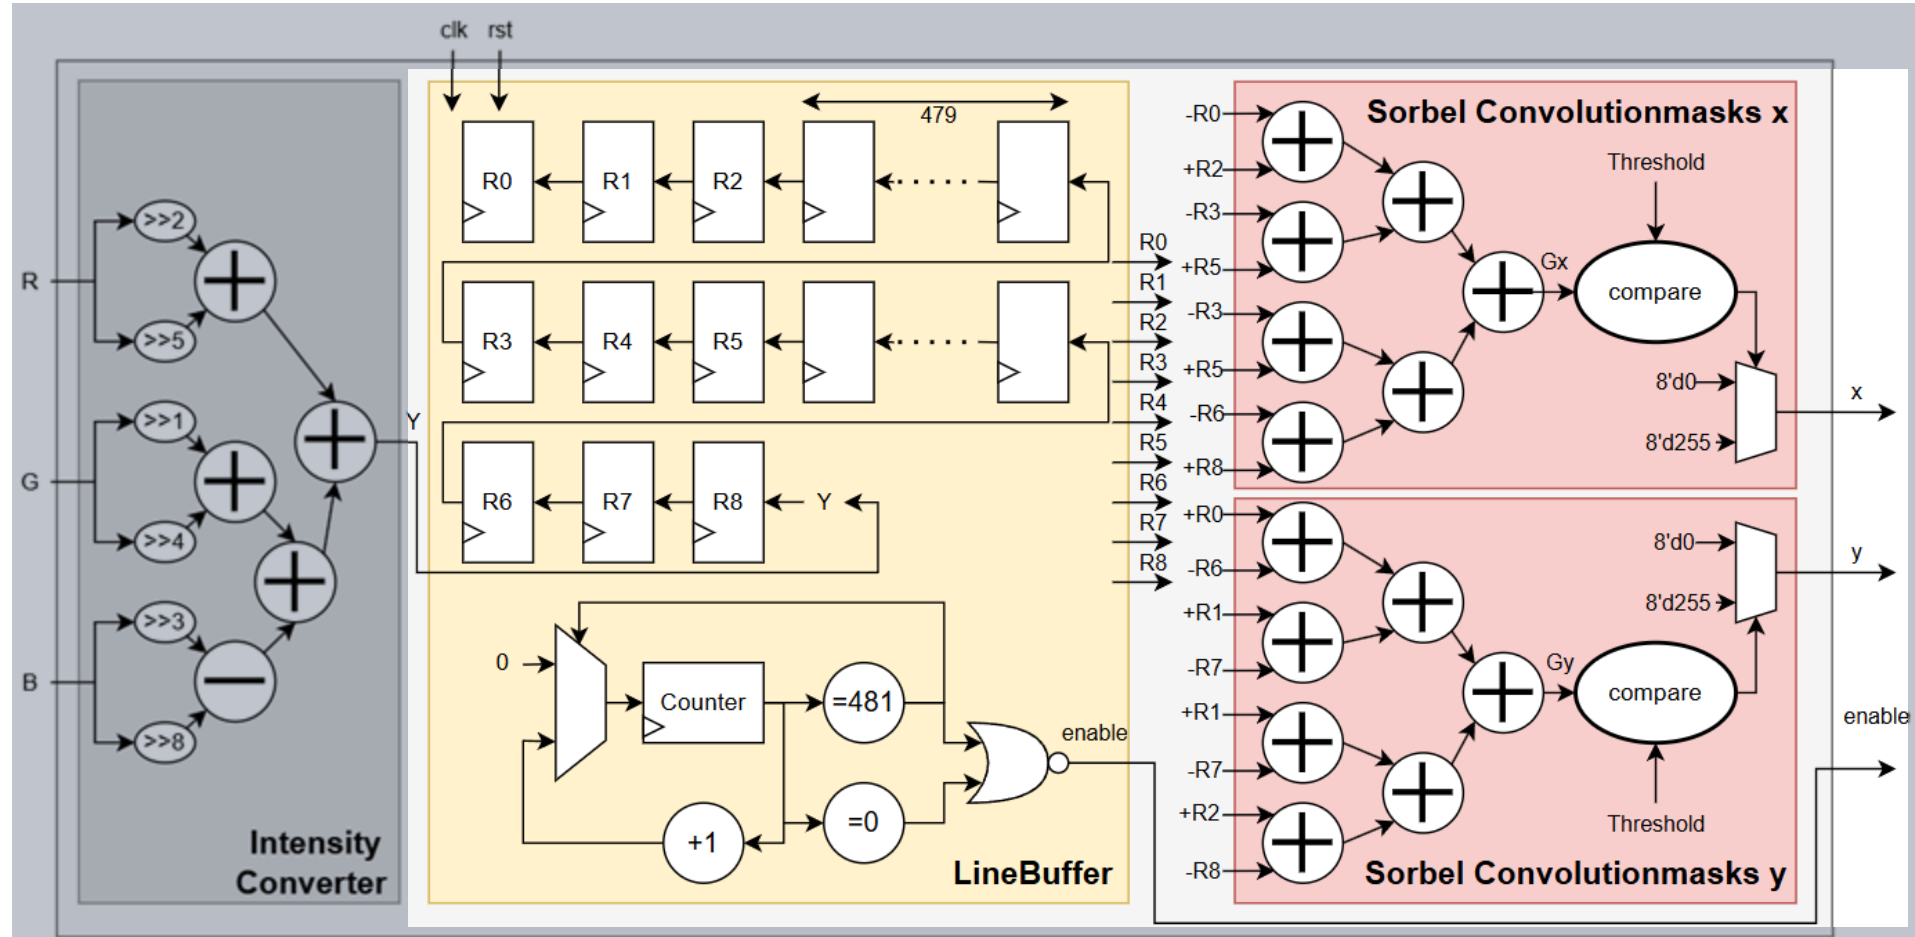 clk
rst
R
>>2
>>5
G
>>1
>>4
B
>>3
>>8
Intensity
Converter
Y
479
R0
R1
R2
R3
R4
R5
R6
R7
R8
Y
0
Counter
=481
=0
+1
enable
LineBuffer
R0
R1
R2
R3
R4
R5
R6
R7
R8
Sorbel Convolutionmasks x
-R0
+R2
-R3
+R5
-R3
+R5
-R6
+R8
Gx
Threshold
compare
8'd0
8'd255
x
+R0
-R6
+R1
-R7
+R1
-R7
+R2
-R8
Gy
compare
Threshold
8'd0
8'd255
y
enable
Sorbel Convolutionmasks y